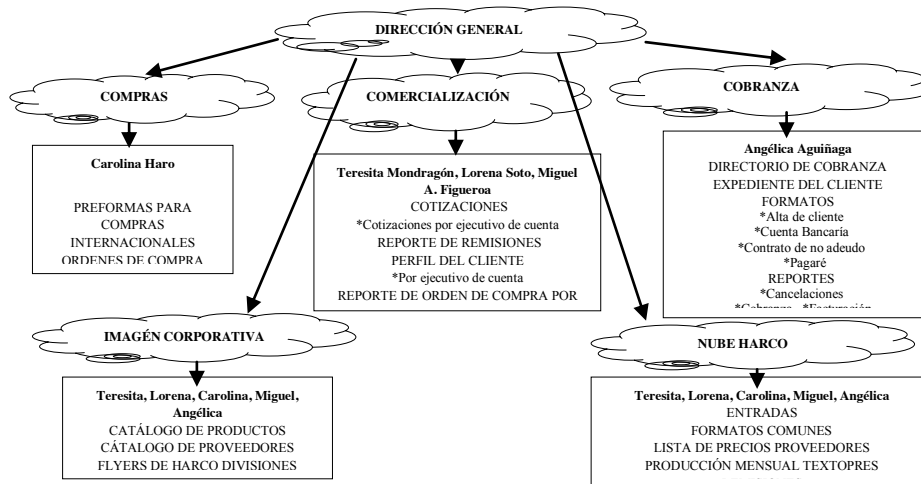 DIRECCIÓN GENERAL
COMPRAS
COMERCIALIZACIÓN
COBRANZA
Carolina Haro
PREFORMAS PARA
COMPRAS
INTERNACIONALES
ORDENES DE COMPRA
Teresita Mondragón, Lorena Soto, Miguel
A. Figueroa
COTIZACIONES
*Cotizaciones por ejecutivo de cuenta
REPORTE DE REMISIONES
PERFIL DEL CLIENTE
*Por ejecutivo de cuenta
REPORTE DE ORDEN DE COMPRA POR
Angélica Aguiñaga
DIRECTORIO DE COBRANZA
EXPEDIENTE DEL CLIENTE
FORMATOS
*Alta de cliente
*Cuenta Bancaría
*Contrato de no adeudo
*Pagaré
REPORTES
*Cancelaciones
*Cobranza *Facturación
IMAGÉN CORPORATIVA
NUBE HARCO
Teresita, Lorena, Carolina, Miguel,
Angélica
CATÁLOGO DE PRODUCTOS
CÁTALOGO DE PROVEEDORES
FLYERS DE HARCO DIVISIONES
Teresita, Lorena, Carolina, Miguel, Angélica
ENTRADAS
FORMATOS COMUNES
LISTA DE PRECIOS PROVEEDORES
PRODUCCIÓN MENSUAL TEXTOPRES